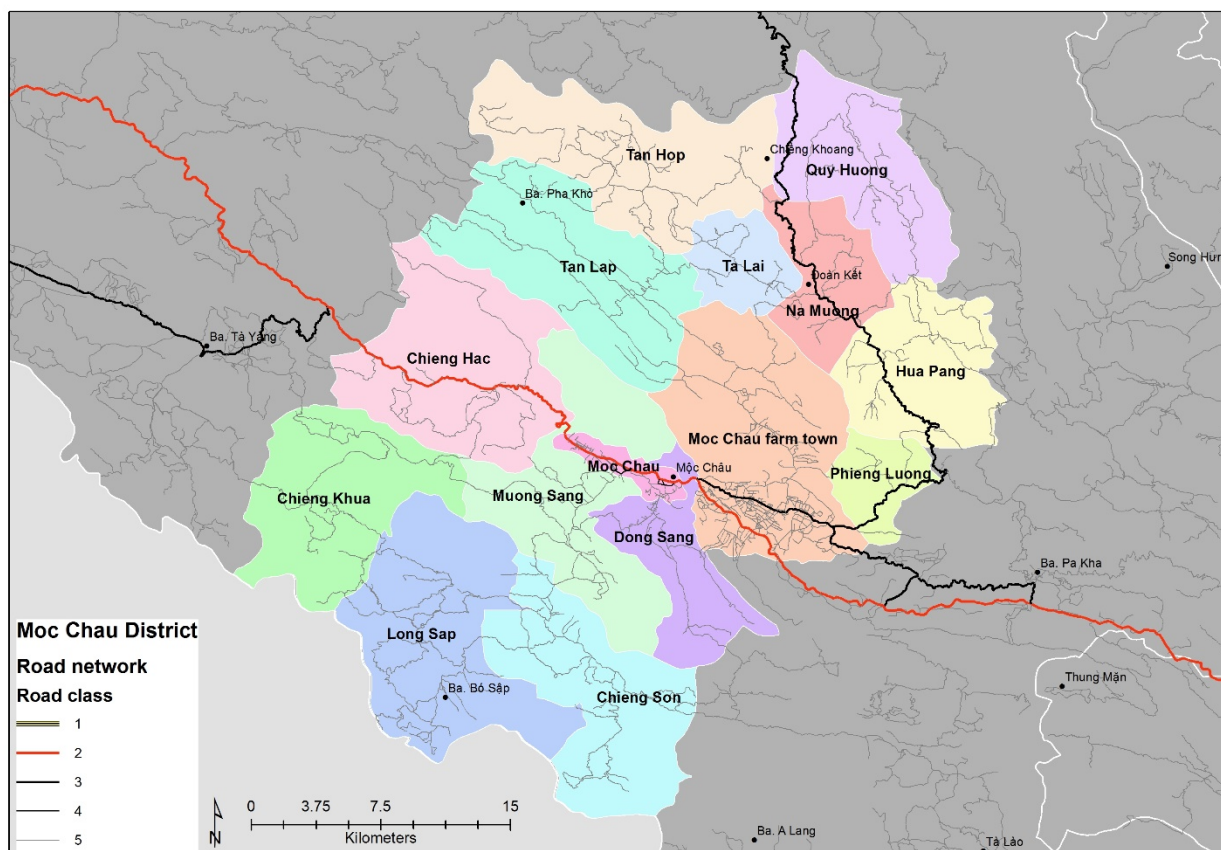 Chiềng Khoang
Tan Hop
Quy Huong
Ba. Pha Khò
Song Hưn
Tan Lap
Ta Lai
Đoàn Kết
Na Muong
Ba. Tà Yàng
Chieng Hac
Hua Pang
Moc Chau farm town
Moc Chau
Mộc Châu
Phieng Luong
Chieng Khua
Muong Sang
Dong Sang
Ba. Pa Kha
Long Sap
Thung Mặn
Ba. Bó Sập
Chieng Son
Moc Chau District
Road network
Road class
1
2
3
4
5
N
0 3.75 7.5 15
Kilometers
Ba. A Lang
Tà Lào